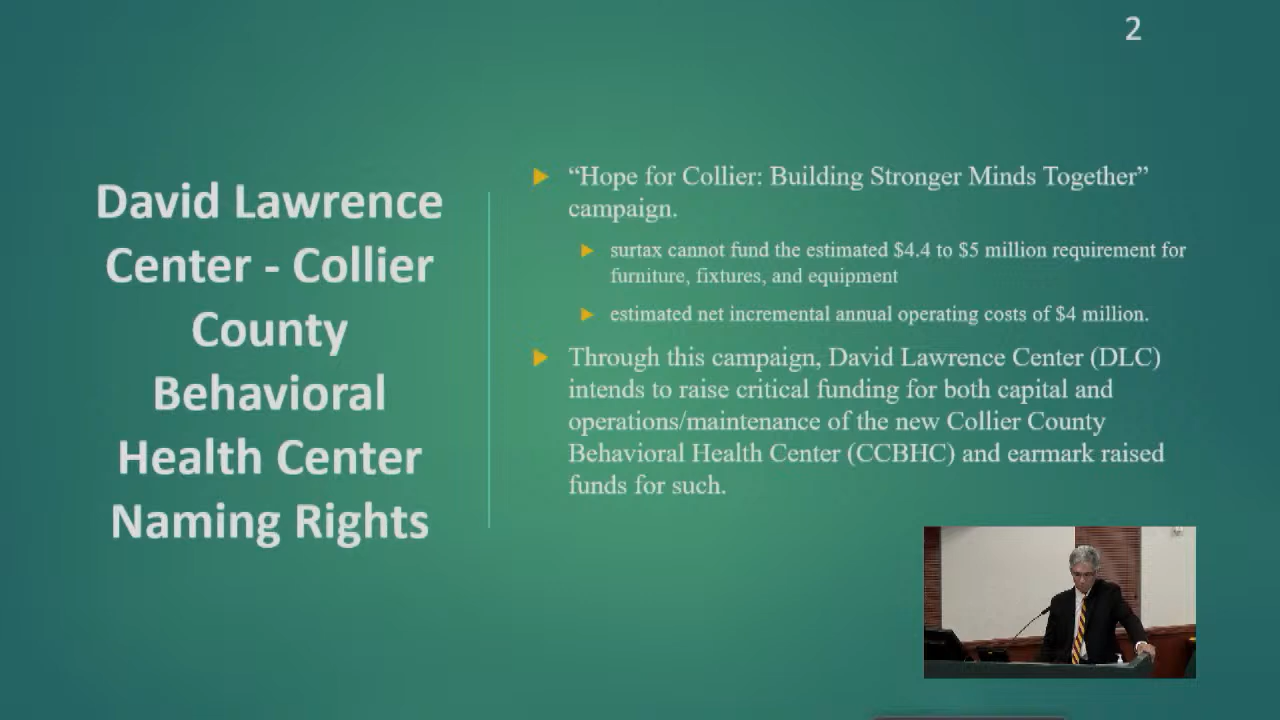 2
David Lawrence
Center - Collier
County
Behavioral
Health Center
Naming Rights
“Hope for Collier: Building Stronger Minds Together”
campaign.
surtax cannot fund the estimated $4.4 to $5 million requirement for
furniture, fixtures, and equipment
estimated net incremental annual operating costs of $4 million.
Through this campaign, David Lawrence Center (DLC)
intends to raise critical funding for both capital and
operations/maintenance of the new Collier County
Behavioral Health Center (CCBHC) and earmark raised
funds for such.